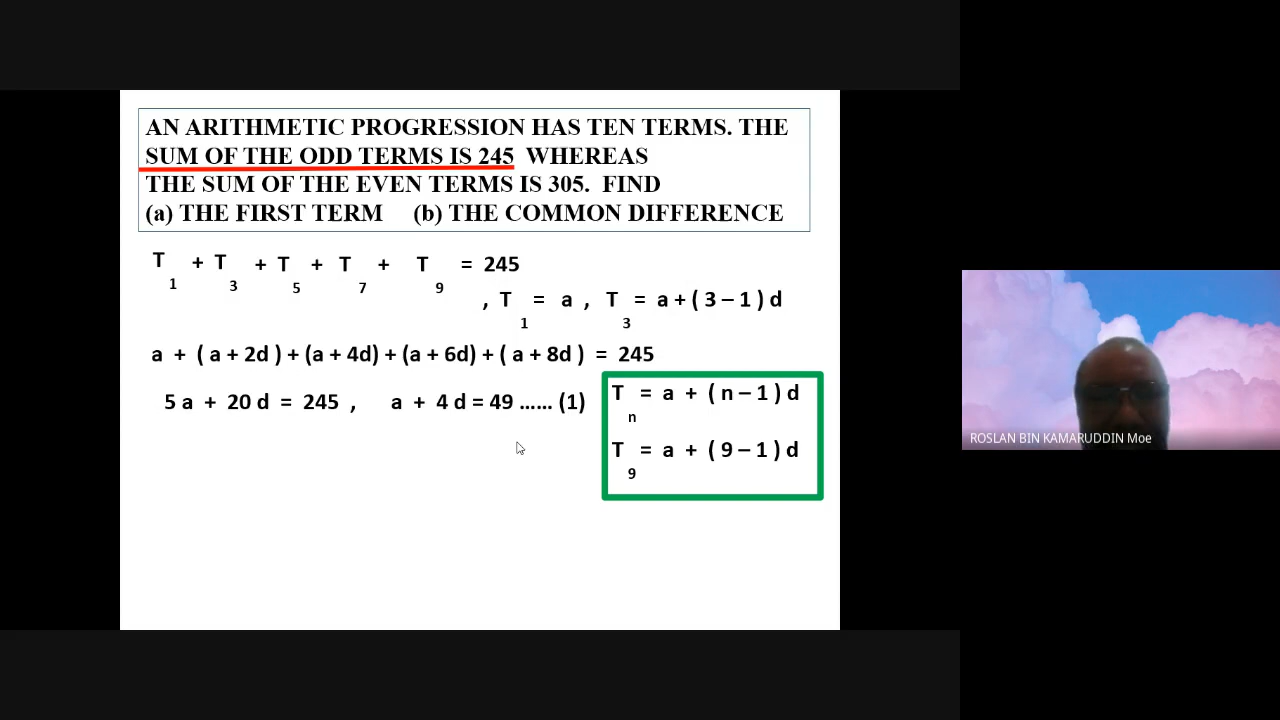 AN ARITHMETIC PROGRESSION HAS TEN TERMS. THE
SUM OF THE ODD TERMS IS 245 WHEREAS
THE SUM OF THE EVEN TERMS IS 305. FIND
(a) THE FIRST TERM (b) THE COMMON DIFFERENCE
T1 + T3 + T5 + T7 + T9 = 245
, T1 = a , T3 = a + ( 3 – 1 ) d
a + ( a + 2d ) + (a + 4d) + (a + 6d) + ( a + 8d ) = 245
5 a + 20 d = 245 , a + 4 d = 49 ...... (1)
Tn = a + ( n – 1 ) d
T9 = a + ( 9 – 1 ) d
ROSLAN BIN KAMARUDDIN Moe